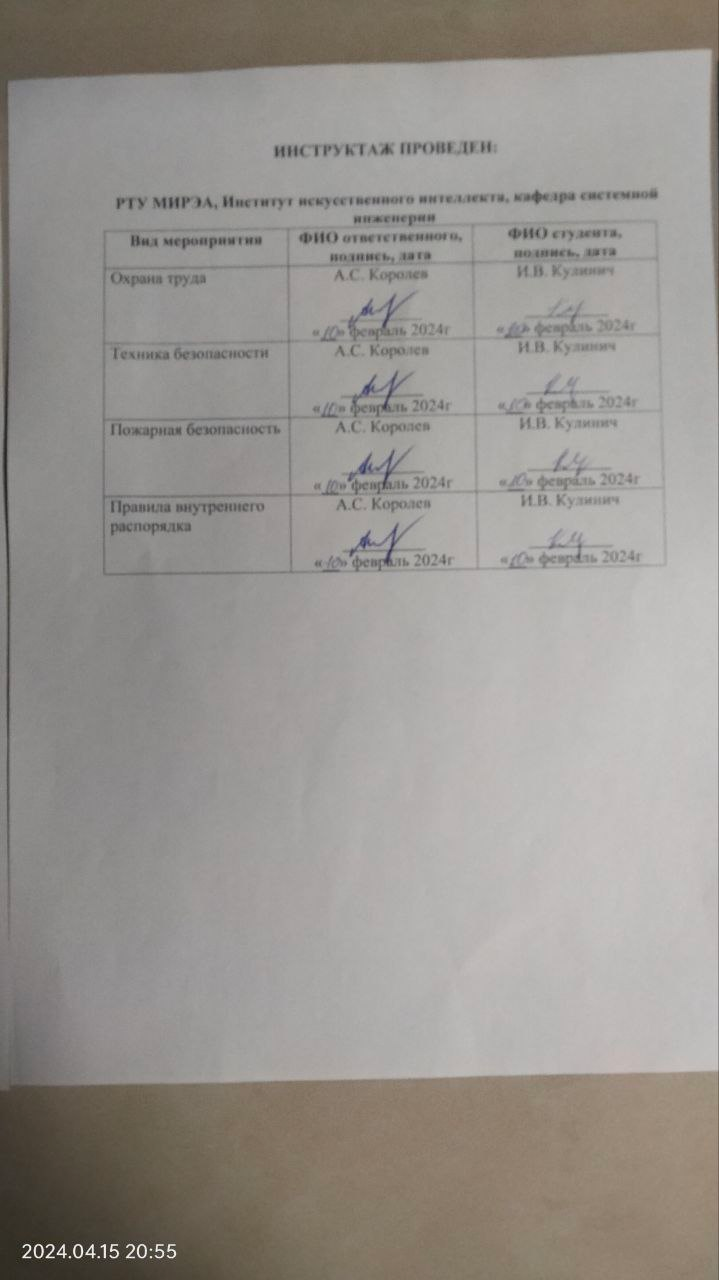 ИНСТРУКТАЖ ПРОВЕДЕН:
РТУ МИРЭА, Институт искусственного интеллекта, кафедра системной
инженерии
Вид мероприятия
ФИО ответственного,
подпись, дата
ФИО студента,
подпись, дата
Охрана труда
А.С. Королев
«10» февраль 2024г
И.В. Кулинич
«10» февраль 2024г
Техника безопасности
А.С. Королев
«10» февраль 2024г
И.В. Кулинич
«10» февраль 2024г
Пожарная безопасность
А.С. Королев
«10» февраль 2024г
И.В. Кулинич
«10» февраль 2024г
Правила внутреннего
распорядка
А.С. Королев
«10» февраль 2024г
И.В. Кулинич
«10» февраль 2024г
2024.04.15 20:55